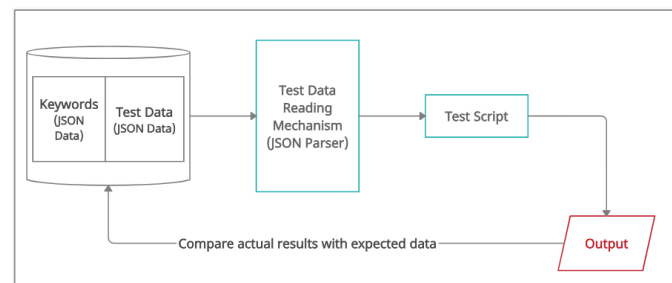 Keywords
(JSON
Data)
Test Data
(JSON Data)
Test Data
Reading
Mechanism
(JSON Parser)
Test Script
Output
Compare actual results with expected data